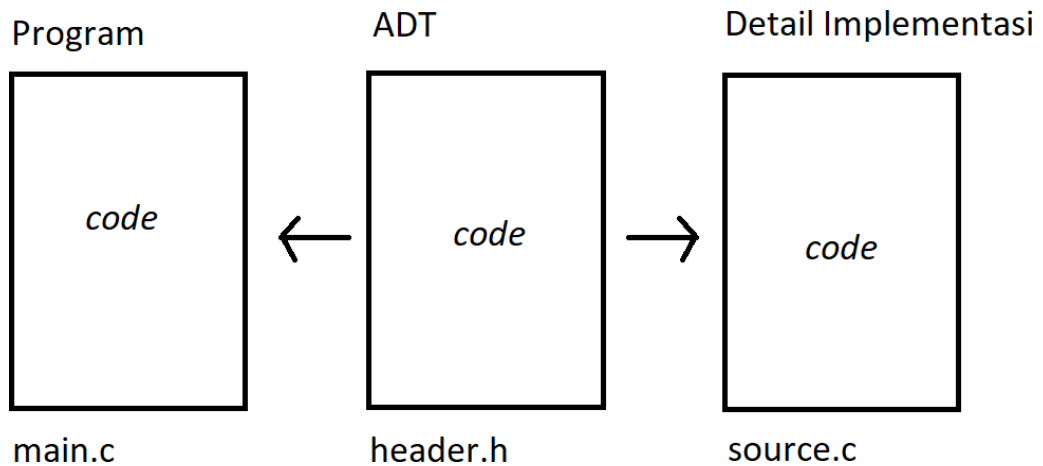 Program
ADT
Detail Implementasi
code
code
code
main.c
header.h
source.c